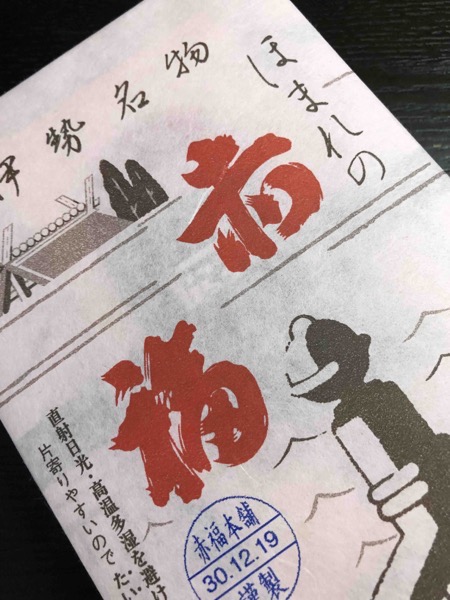 ほまれの
伊勢名物
赤福
直射日光・高温多湿を避け
片寄りやすいので、た
赤福本舗
30.12.19
謹製